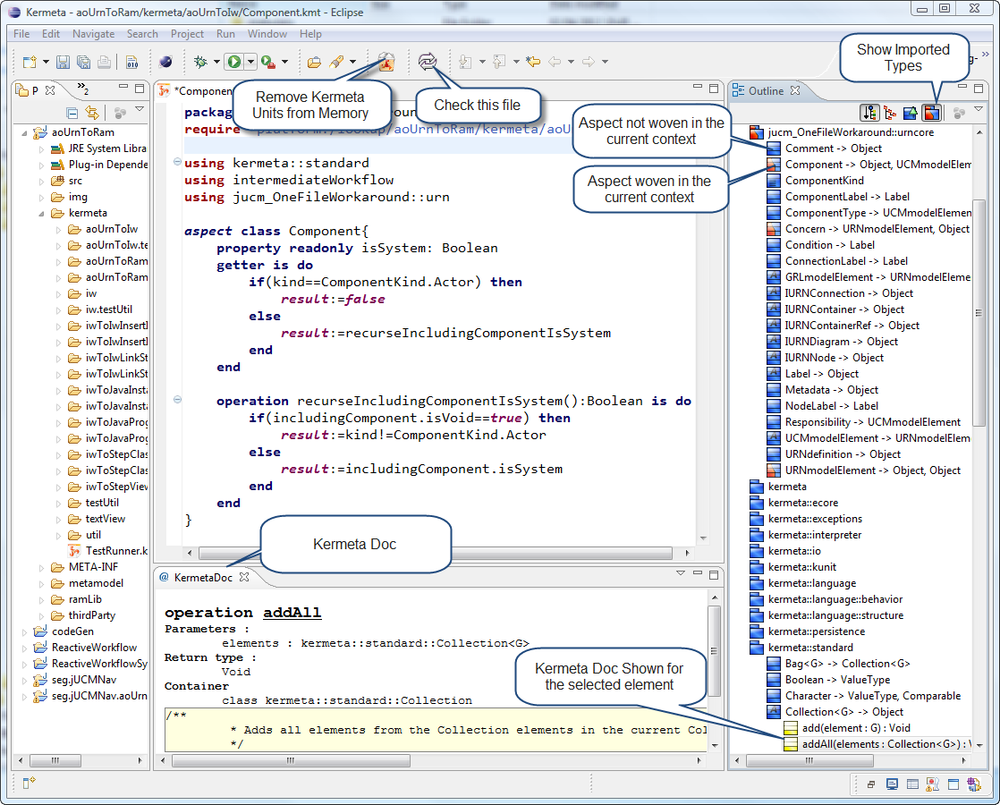 Kermeta - aoUrnToRam/kermeta/aoUrnToIw/Component.kmt - Eclipse
File Edit Navigate Search Project Run Window Help
Show Imported
Types
Remove Kermeta
Units from Memory
Check this file
Aspect not woven in the
current context
Aspect woven in the
current context
P
2
aoUrnToRam
JRE System Libra
Plug-in Depende
src
img
kermeta
aoUrnToIw
aoUrnToIw.te
aoUrnToRam
aoUrnToRam
iw
iw.testUtil
iwToIwInsertI
iwToIwInsertI
iwToIwLinkSt
iwToIwLinkSt
iwToJavaInsta
iwToJavaInsta
iwToJavaProg
iwToJavaProg
iwToStepClas
iwToStepClas
iwToStepView
testUtil
textView
util
TestRunner.k
META-INF
metamodel
ramLib
thirdParty
codeGen
ReactiveWorkflow
ReactiveWorkflowSy
seg.jUCMNav
seg.jUCMNav.aoUrn
*Componen
packag
require
using kermeta::standard
using intermediateWorkflow
using jucm_OneFileWorkaround::urn
aspect class Component{
property readonly isSystem: Boolean
getter is do
if(kind==ComponentKind.Actor) then
result:=false
else
result:=recurseIncludingComponentIsSystem
end
end
operation recurseIncludingComponentIsSystem():Boolean is do
if(includingComponent.isVoid==true) then
result:=kind!=ComponentKind.Actor
else
result:=includingComponent.isSystem
end
end
}
Kermeta Doc
@ KermetaDoc
operation addAll
Parameters :
elements : kermeta::standard::Collection<G>
Return type :
Void
Container
class kermeta::standard::Collection
/**
* Adds all elements from the Collection elements in the current Col
*/
Kermeta Doc Shown for
the selected element
Outline
jucm_OneFileWorkaround::urncore
Comment -> Object
Component -> Object, UCMmodelElem
ComponentKind
ComponentLabel -> Label
ComponentType -> UCMmodelElemen
Concern -> URNmodelElement, Object
Condition -> Label
ConnectionLabel -> Label
GRLmodelElement -> URNmodelEleme
IURNConnection -> Object
IURNContainer -> Object
IURNContainerRef -> Object
IURNDiagram -> Object
IURNNode -> Object
Label -> Object
Metadata -> Object
NodeLabel -> Label
Responsibility -> UCMmodelElement
UCMmodelElement -> URNmodelElem
URNdefinition -> Object
URNmodelElement -> Object, Object
kermeta
kermeta::ecore
kermeta::exceptions
kermeta::interpreter
kermeta::io
kermeta::kunit
kermeta::language
kermeta::language::behavior
kermeta::language::structure
kermeta::persistence
kermeta::standard
Bag<G> -> Collection<G>
Boolean -> ValueType
Character -> ValueType, Comparable
Collection<G> -> Object
add(element : G) : Void
addAll(elements : Collection<G>) : V